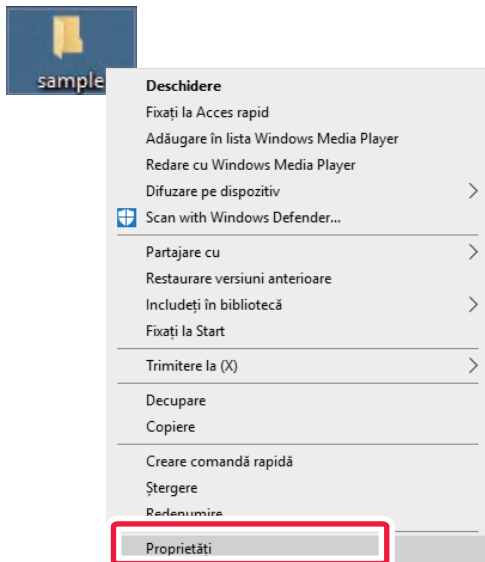 sample
Deschidere
Fixați la Acces rapid
Adăugare în lista Windows Media Player
Redare cu Windows Media Player
Difuzare pe dispozitiv
Scan with Windows Defender...
Partajare cu
Restaurare versiuni anterioare
Includeți în bibliotecă
Fixați la Start
Trimitere la (X)
Decupare
Copiere
Creare comandă rapidă
Ștergere
Redenumire
Proprietăți